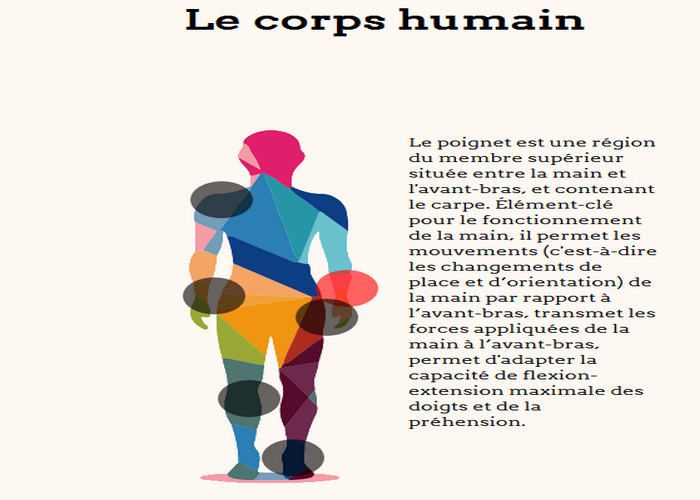 Le corps humain
Le poignet est une région
du membre supérieur
située entre la main et
l'avant-bras, et contenant
le carpe. Élément-clé
pour le fonctionnement
de la main, il permet les
mouvements (c'est-à-dire
les changements de
place et d'orientation) de
la main par rapport à
l'avant-bras, transmet les
forces appliquées de la
main à l'avant-bras,
permet d'adapter la
capacité de flexion-
extension maximale des
doigts et de la
préhension.